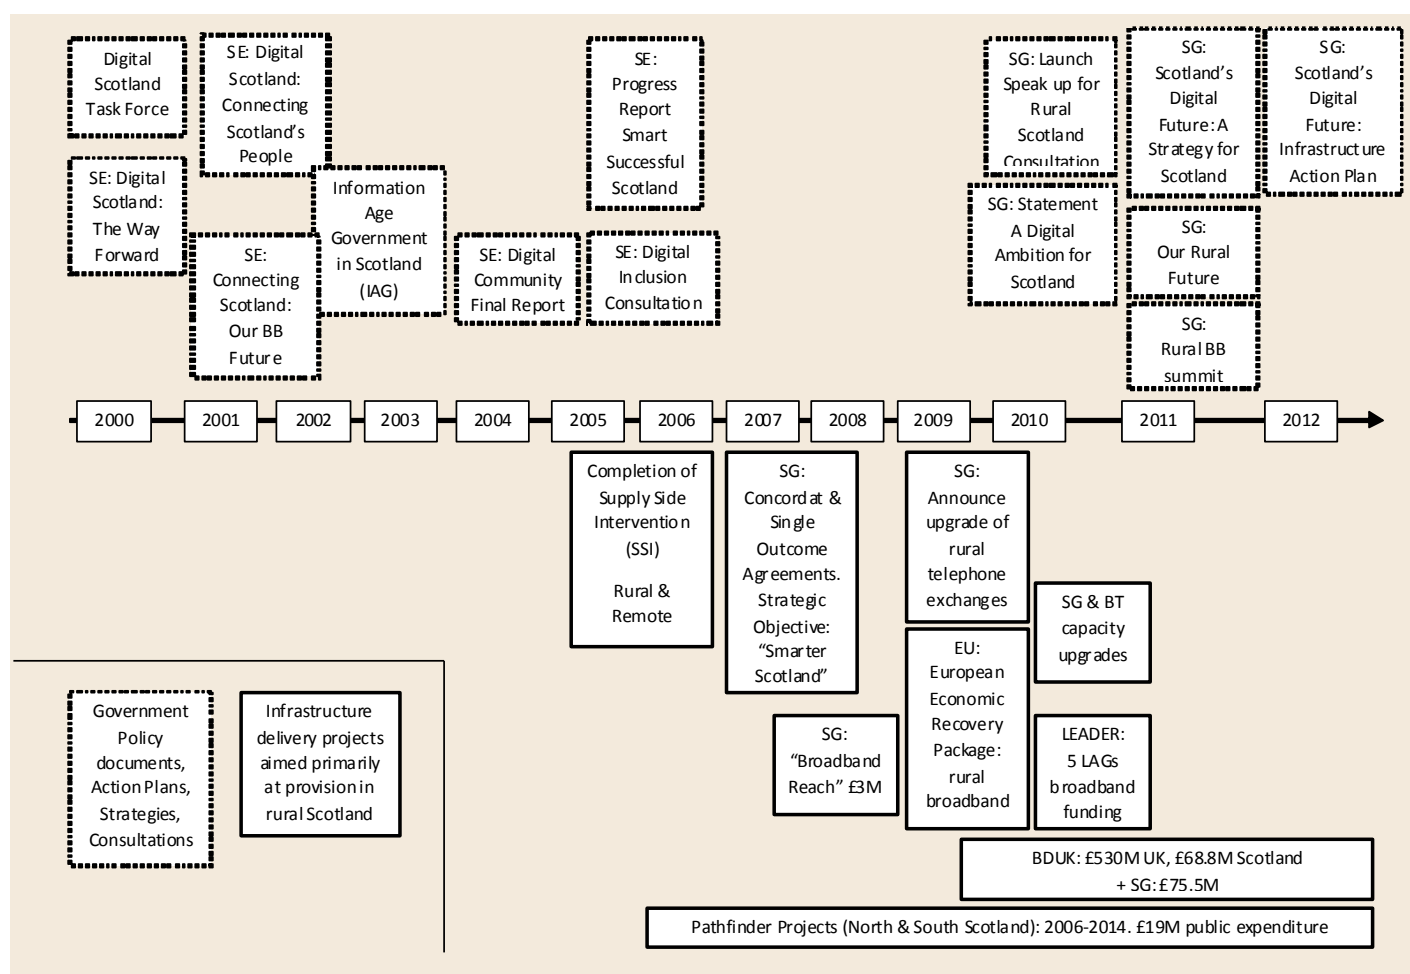 Digital
Scotland
Task Force
SE: Digital
Scotland:
The Way
Forward
SE: Digital
Scotland:
Connecting
Scotland's
People
SE:
Connecting
Scotland:
Our BB
Future
Information
Age
Government
in Scotland
(IAG)
SE: Digital
Community
Final Report
SE:
Progress
Report
Smart
Successful
Scotland
SE: Digital
Inclusion
Consultation
SG: Launch
Speak up for
Rural
Scotland
Consultation
SG: Statement
A Digital
Ambition for
Scotland
SG:
Scotland's
Digital
Future: A
Strategy for
Scotland
SG:
Our Rural
Future
SG:
Rural BB
summit
SG:
Scotland's
Digital
Future:
Infrastructure
Action Plan
2000
2001
2002
2003
2004
2005
2006
2007
2008
2009
2010
2011
2012
Completion of
Supply Side
Intervention
(SSI)
Rural &
Remote
SG:
Concordat &
Single
Outcome
Agreements.
Strategic
Objective:
“Smarter
Scotland”
SG:
“Broadband
Reach” £3M
SG:
Announce
upgrade of
rural
telephone
exchanges
EU:
European
Economic
Recovery
Package:
rural
broadband
SG & BT
capacity
upgrades
LEADER:
5 LAGs
broadband
funding
BDUK: £530M UK, £68.8M Scotland
+ SG: £75.5M
Pathfinder Projects (North & South Scotland): 2006-2014. £19M public expenditure
Government
Policy
documents,
Action Plans,
Strategies,
Consultations
Infrastructure
delivery projects
aimed primarily
at provision in
rural Scotland